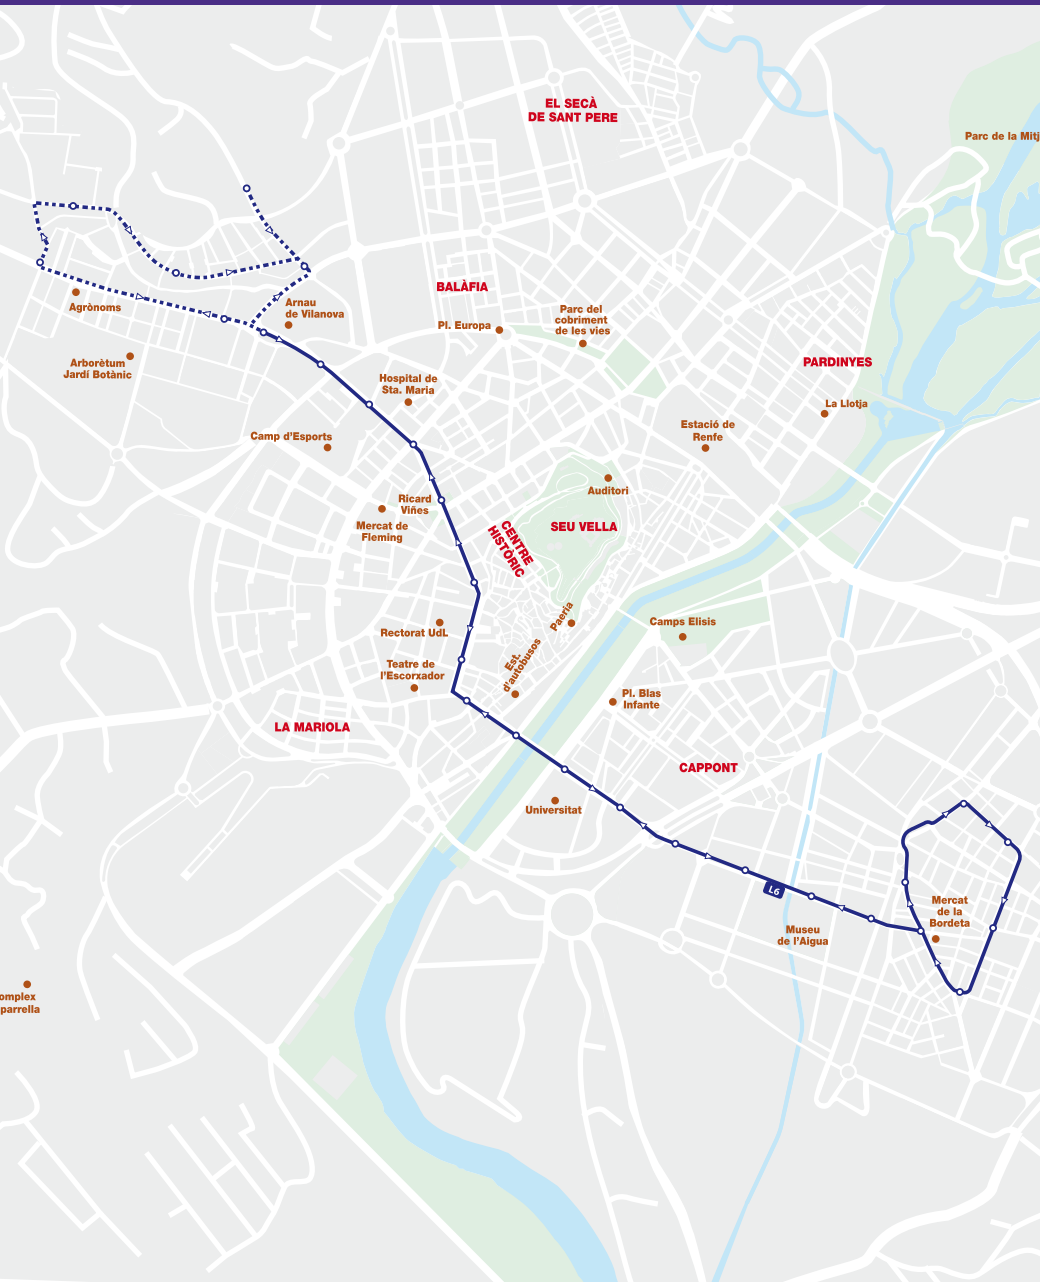 EL SECÀ
DE SANT PERE
Parc de la Mitj
BALÀFIA
Agrònoms
Arnau
de Vilanova
Pl. Europa
Parc del
cobriment
de les vies
Arborètum
Jardí Botànic
PARDINYES
Hospital de
Sta. Maria
La Llotja
Camp d'Esports
Estació de
Renfe
Auditori
Ricard
Viñes
Mercat de
Fleming
CENTRE
HISTÒRIC
SEU VELLA
Rectorat UdL
Paeria
Camps Elisis
Teatre de
l'Escorxador
Est.
d'autobusos
Pl. Blas
Infante
LA MARIOLA
CAPPONT
Universitat
L6
Mercat
de la
Bordeta
Museu
de l'Aigua
omplex
parrella